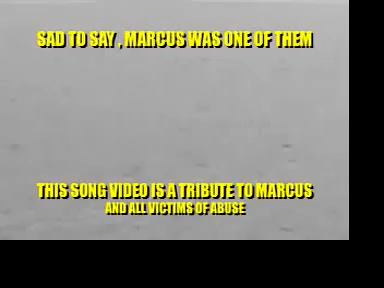 SAD TO SAY , MARCUS WAS ONE OF THEM
THIS SONG VIDEO IS A TRIBUTE TO MARCUS
AND ALL VICTIMS OF ABUSE